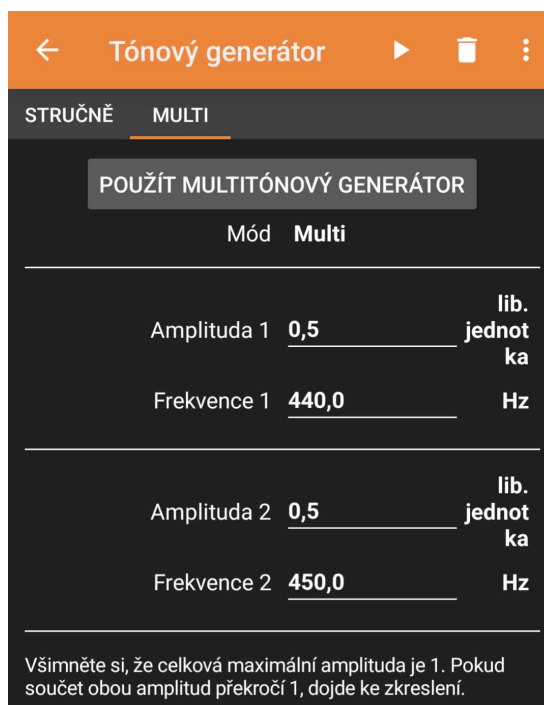 Tónový generátor
STRUČNĚ MULTI
POUŽÍT MULTITÓNOVÝ GENERÁTOR
Mód Multi
Amplituda 1 0,5 lib.
jednot
ka
Frekvence 1 440,0 Hz
Amplituda 2 0,5 lib.
jednot
ka
Frekvence 2 450,0 Hz
Všimněte si, že celková maximální amplituda je 1. Pokud
součet obou amplitud překročí 1, dojde ke zkreslení.